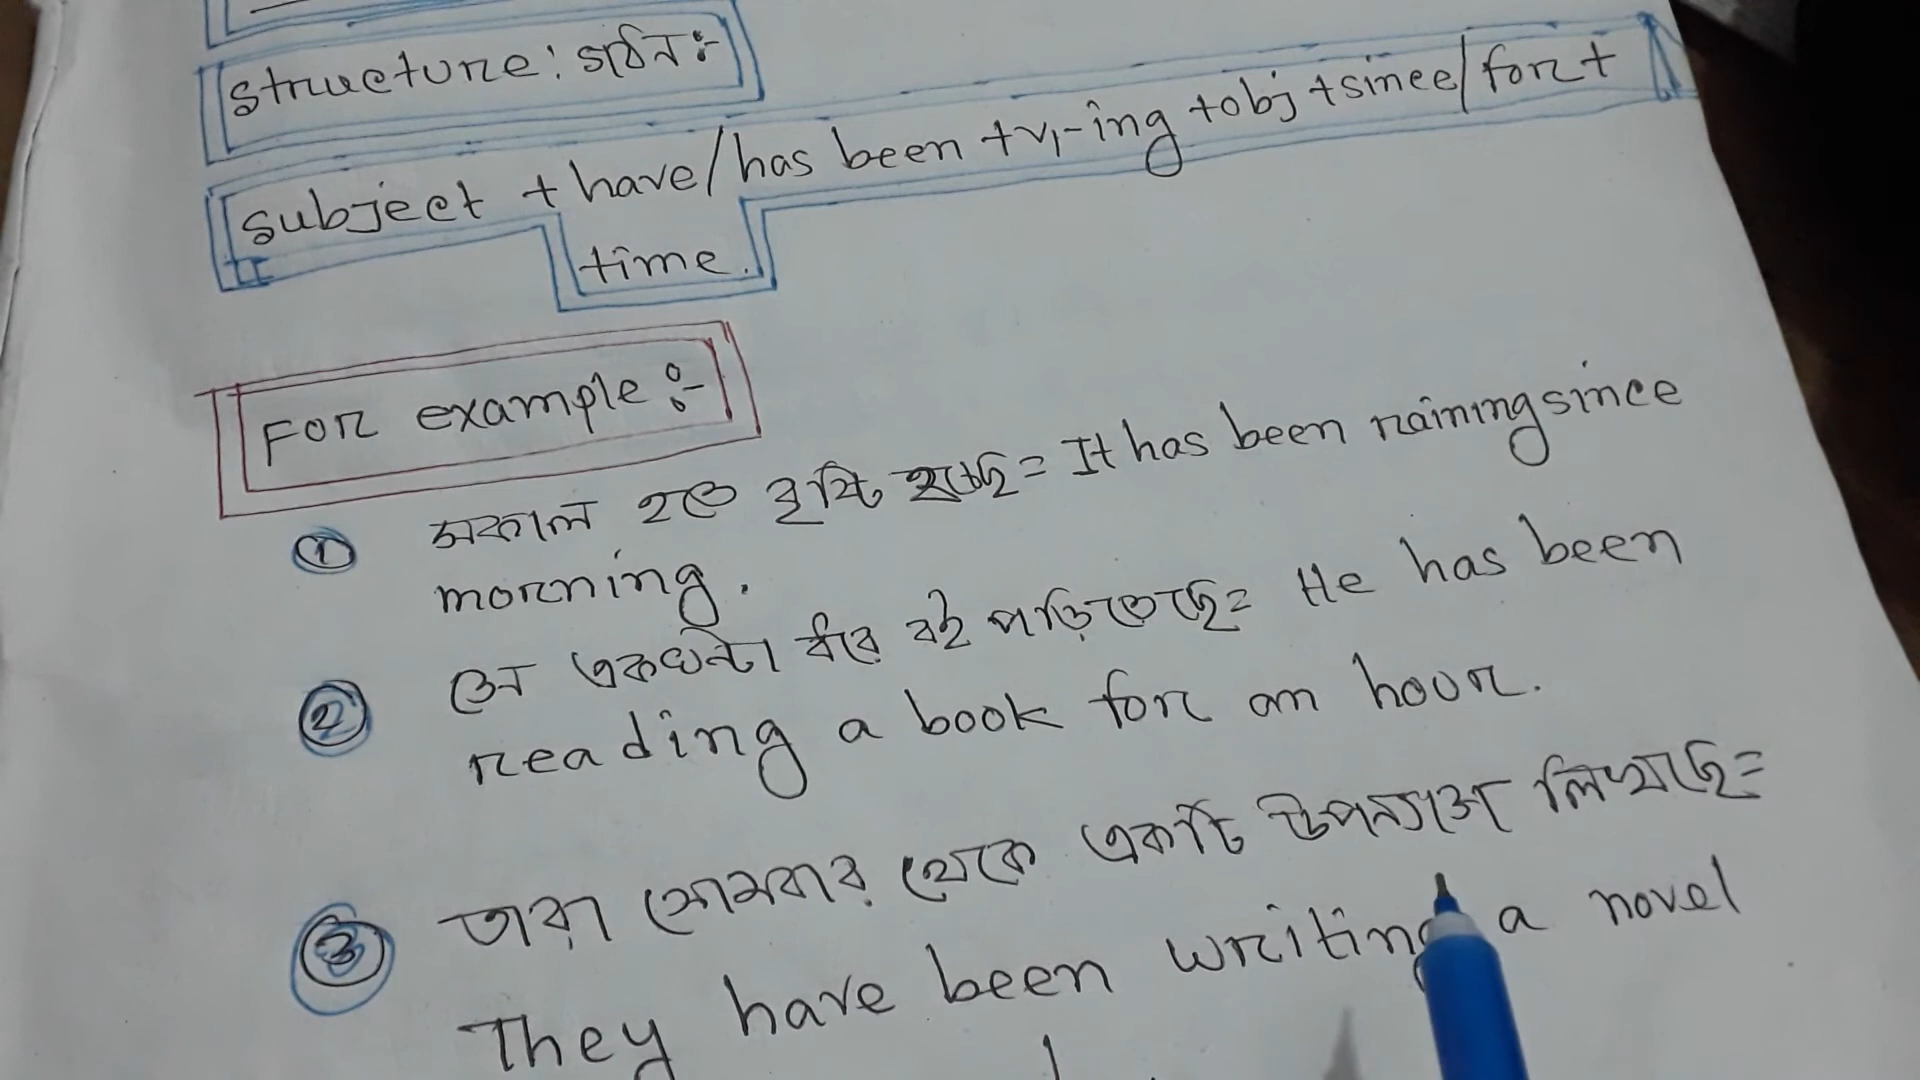 structure: গঠন:-
subject + have/has been +v1-ing +obj +since/for+
time.
For example :-
① সকাল হতে বৃষ্টি হচ্ছে = It has been raining since
morning.
② সে একঘন্টা ধরে বই পড়িতেছে= He has been
reading a book for an hour.
③ তারা সোমবার থেকে একটি উপন্যাস লিখছে=
They have been writing a novel